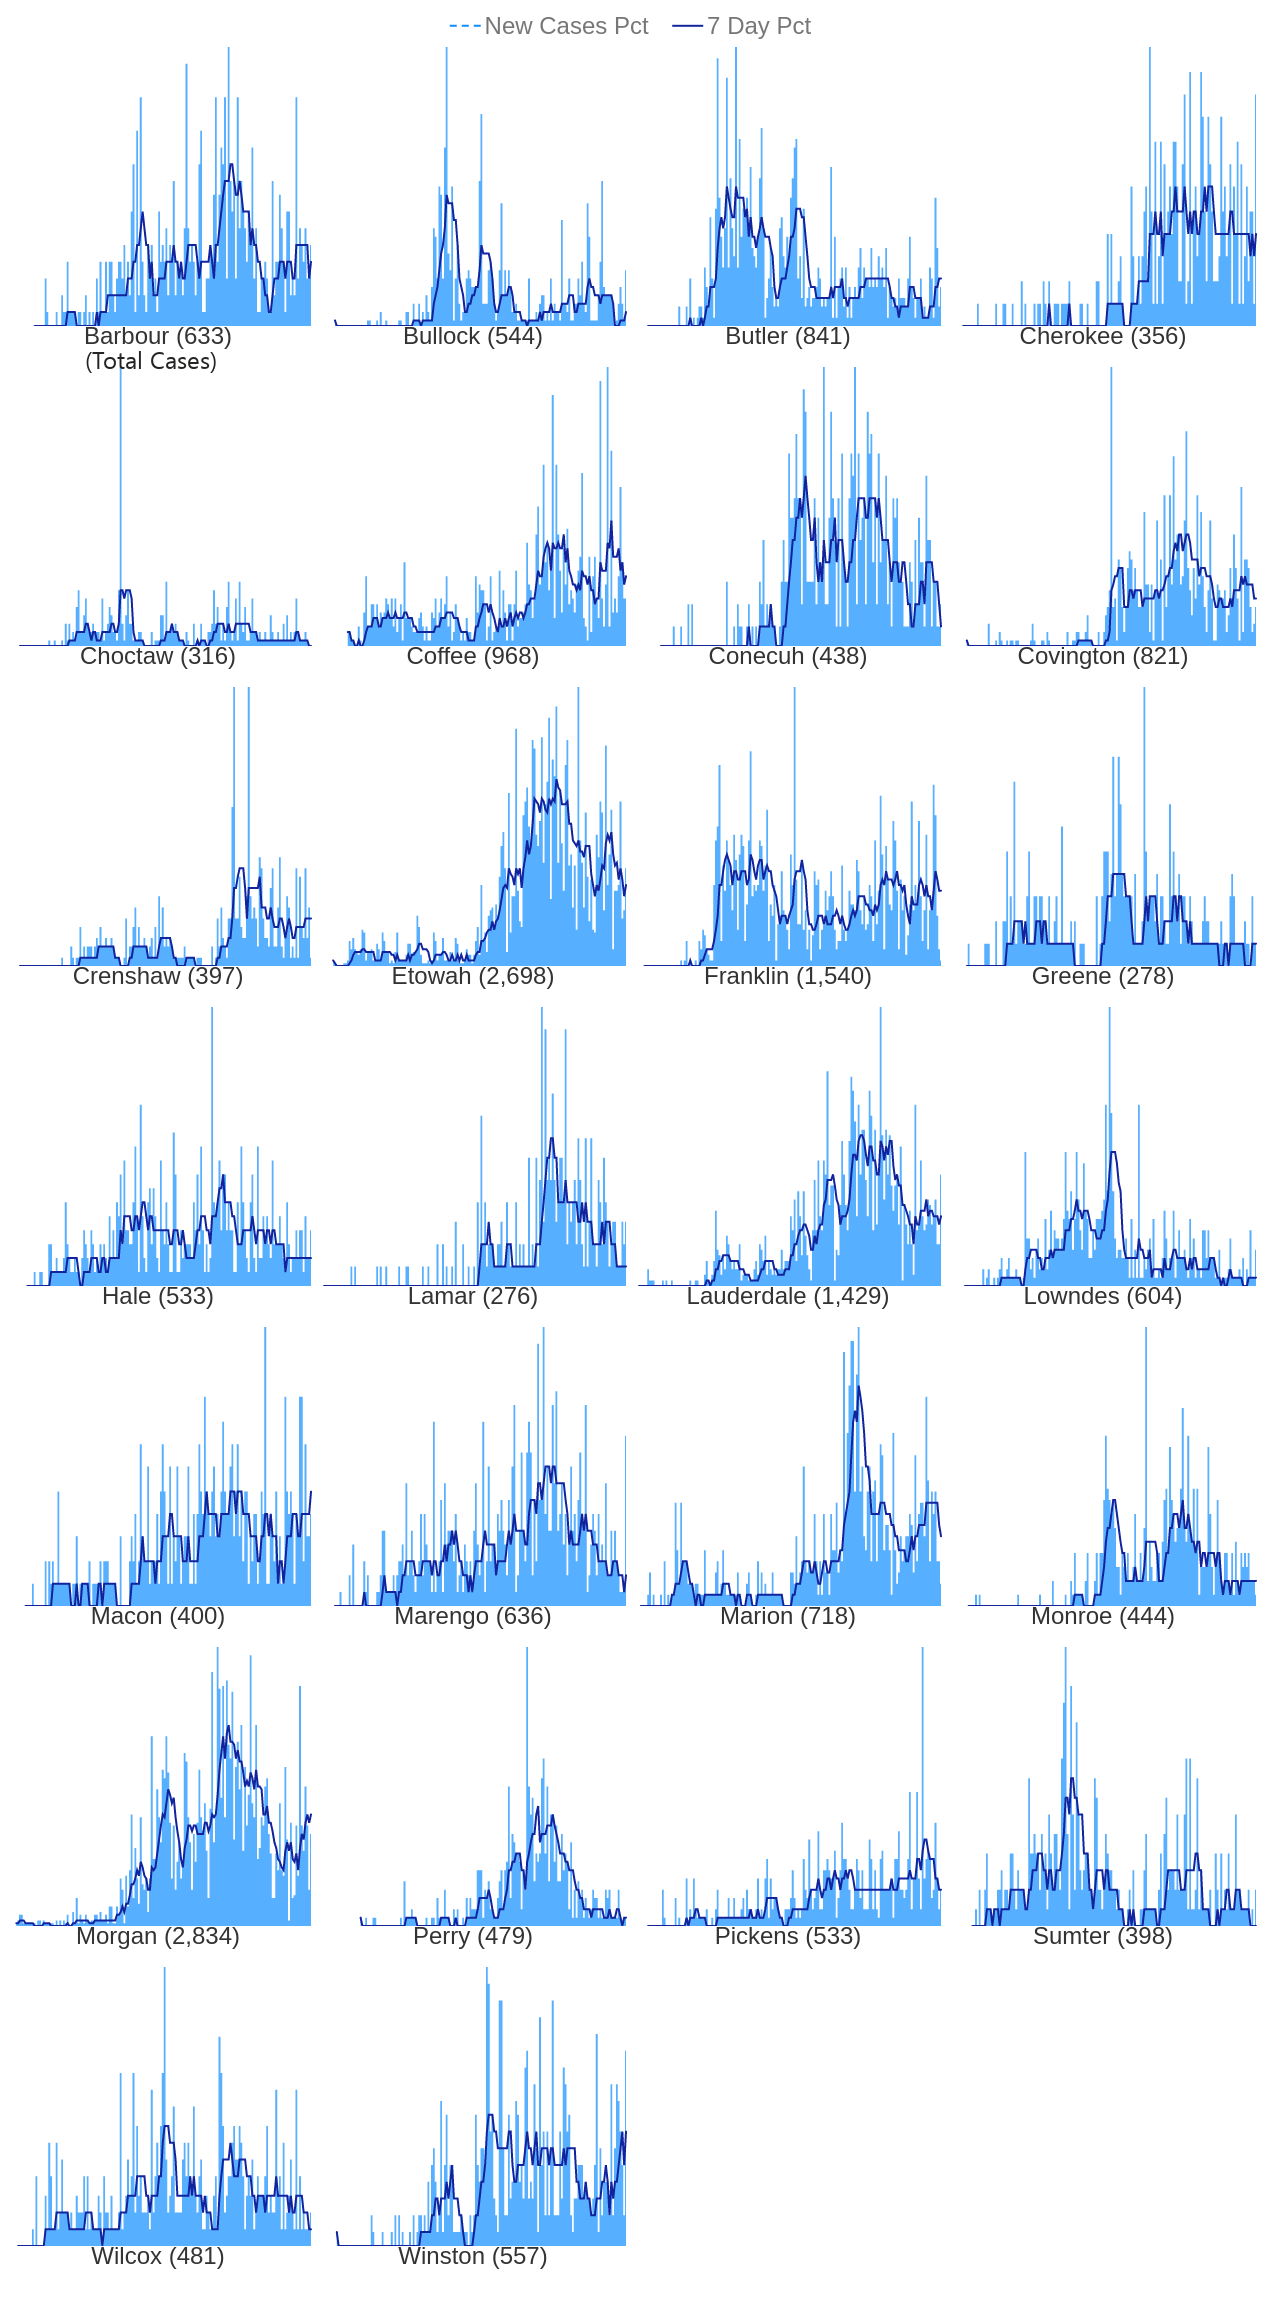 New Cases Pct 7 Day Pct
Barbour (633) Bullock (544) Butler (841) Cherokee (356)
(Total Cases)
Choctaw (316) Coffee (968) Conecuh (438) Covington (821)
Crenshaw (397) Etowah (2,698) Franklin (1,540) Greene (278)
Hale (533) Lamar (276) Lauderdale (1,429) Lowndes (604)
Macon (400) Marengo (636) Marion (718) Monroe (444)
Morgan (2,834) Perry (479) Pickens (533) Sumter (398)
Wilcox (481) Winston (557)